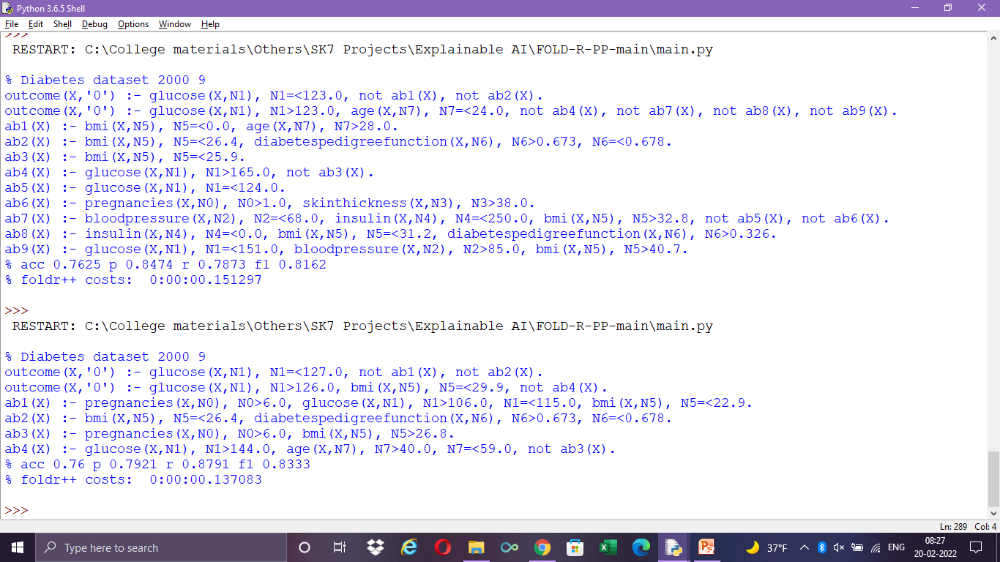 Python 3.6.5 Shell
File Edit Shell Debug Options Window Help
>>>
 RESTART: C:\College materials\Others\SK7 Projects\Explainable AI\FOLD-R-PP-main\main.py
% Diabetes dataset 2000 9
outcome(X,'0') :- glucose(X,N1), N1=<123.0, not ab1(X), not ab2(X).
outcome(X,'0') :- glucose(X,N1), N1>123.0, age(X,N7), N7=<24.0, not ab4(X), not ab7(X), not ab8(X), not ab9(X).
ab1(X) :- bmi(X,N5), N5=<0.0, age(X,N7), N7>28.0.
ab2(X) :- bmi(X,N5), N5=<26.4, diabetespedigreefunction(X,N6), N6>0.673, N6=<0.678.
ab3(X) :- bmi(X,N5), N5=<25.9.
ab4(X) :- glucose(X,N1), N1>165.0, not ab3(X).
ab5(X) :- glucose(X,N1), N1=<124.0.
ab6(X) :- pregnancies(X,N0), N0>1.0, skinthickness(X,N3), N3>38.0.
ab7(X) :- bloodpressure(X,N2), N2=<68.0, insulin(X,N4), N4=<250.0, bmi(X,N5), N5>32.8, not ab5(X), not ab6(X).
ab8(X) :- insulin(X,N4), N4=<0.0, bmi(X,N5), N5=<31.2, diabetespedigreefunction(X,N6), N6>0.326.
ab9(X) :- glucose(X,N1), N1=<151.0, bloodpressure(X,N2), N2>85.0, bmi(X,N5), N5>40.7.
% acc 0.7625 p 0.8474 r 0.7873 f1 0.8162
% foldr++ costs:  0:00:00.151297
>>>
 RESTART: C:\College materials\Others\SK7 Projects\Explainable AI\FOLD-R-PP-main\main.py
% Diabetes dataset 2000 9
outcome(X,'0') :- glucose(X,N1), N1=<127.0, not ab1(X), not ab2(X).
outcome(X,'0') :- glucose(X,N1), N1>126.0, bmi(X,N5), N5=<29.9, not ab4(X).
ab1(X) :- pregnancies(X,N0), N0>6.0, glucose(X,N1), N1>106.0, N1=<115.0, bmi(X,N5), N5=<22.9.
ab2(X) :- bmi(X,N5), N5=<26.4, diabetespedigreefunction(X,N6), N6>0.673, N6=<0.678.
ab3(X) :- pregnancies(X,N0), N0>6.0, bmi(X,N5), N5>26.8.
ab4(X) :- glucose(X,N1), N1>144.0, age(X,N7), N7>40.0, N7=<59.0, not ab3(X).
% acc 0.76 p 0.7921 r 0.8791 f1 0.8333
% foldr++ costs:  0:00:00.137083
>>>
Ln: 289 Col: 4
Type here to search
37°F
ENG
08:27
20-02-2022